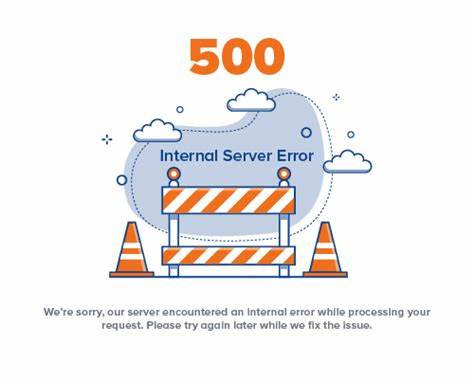 500
Internal Server Error
We're sorry, our server encountered an internal error while processing your
request. Please try again later while we fix the issue.